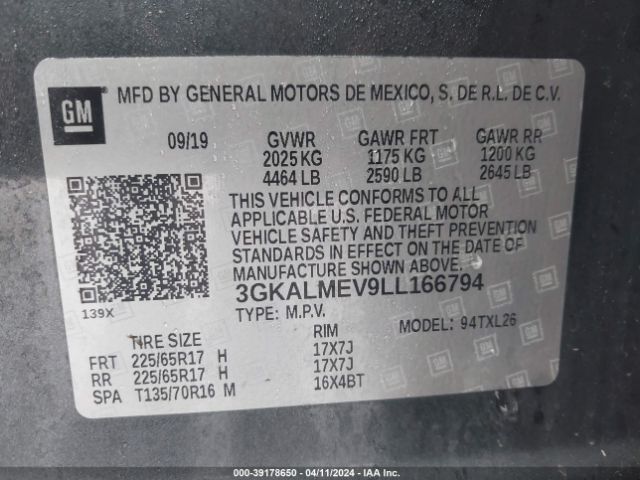 GM MFD BY GENERAL MOTORS DE MEXICO, S. DE R.L. DE C.V.
09/19 GVWR GAWR FRT GAWR RR
2025 KG 1175 KG 1200 KG
4464 LB 2590 LB 2645 LB
THIS VEHICLE CONFORMS TO ALL
APPLICABLE U.S. FEDERAL MOTOR
VEHICLE SAFETY AND THEFT PREVENTION
STANDARDS IN EFFECT ON THE DATE OF
MANUFACTURE SHOWN ABOVE.
3GKALMEV9LL166794
139X TYPE: M.P.V. MODEL: 94TXL26
TIRE SIZE RIM
FRT 225/65R17 H 17X7J
RR 225/65R17 H 17X7J
SPA T135/70R16 M 16X4BT
000-39178650 / 04/11/2024 - IAA Inc.